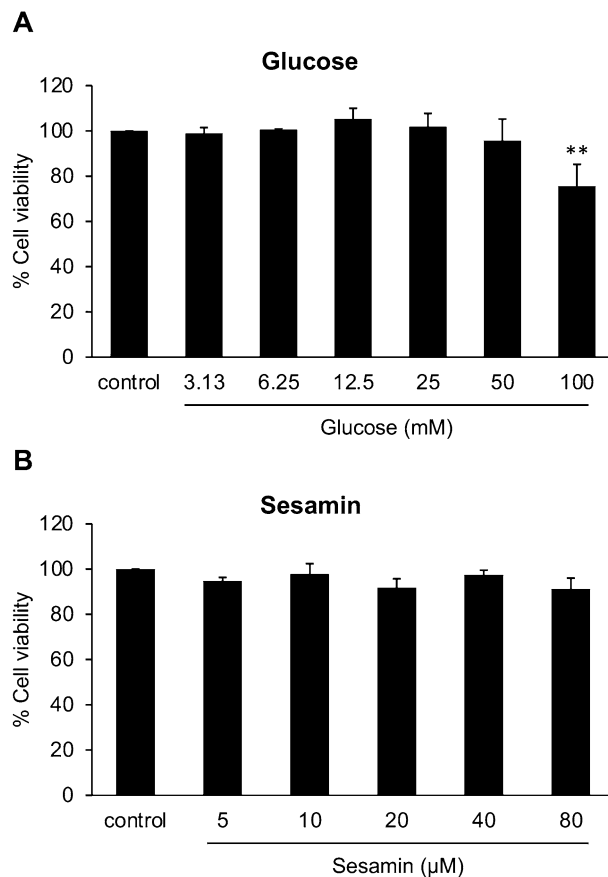 A
Glucose
% Cell viability
120
100
80
60
40
20
0
**
control 3.13 6.25 12.5 25 50 100
Glucose (mM)
B
Sesamin
% Cell viability
120
100
80
60
40
20
0
control 5 10 20 40 80
Sesamin (µM)